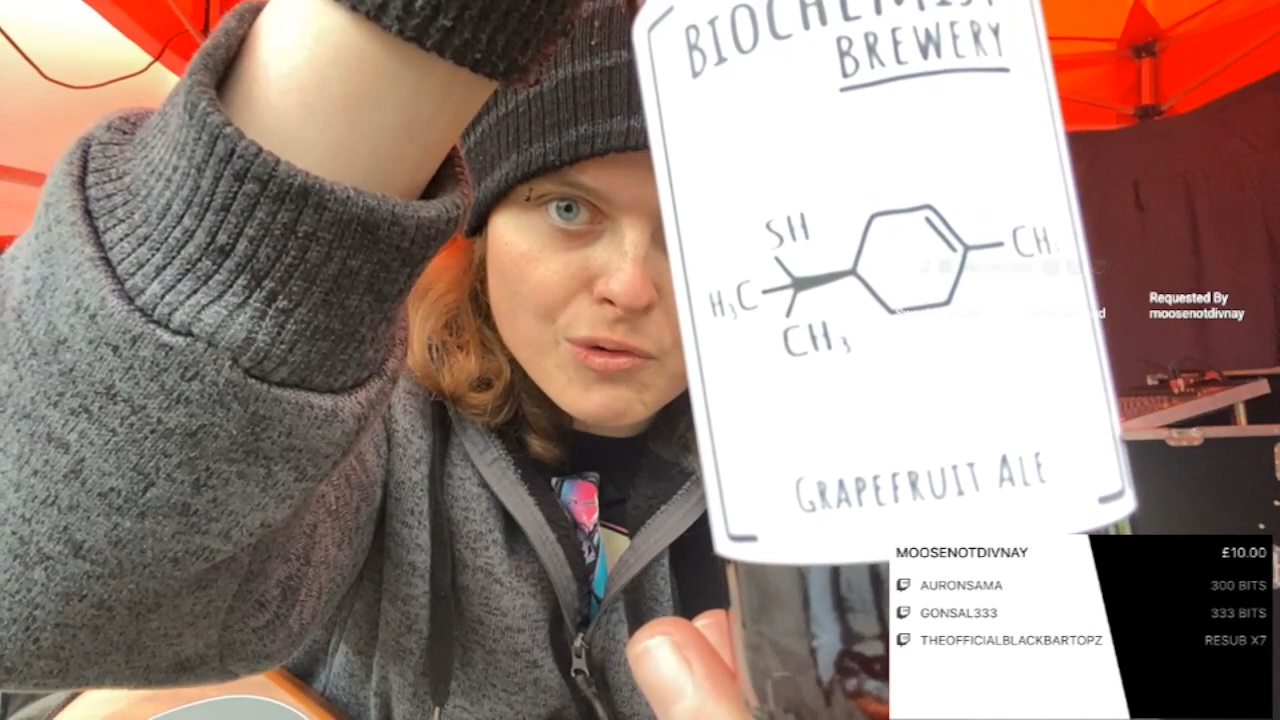 BIOCHEMIST
BREWERY
SH
CH
H₃C
CH₃
GRAPEFRUIT ALE
Requested By
moosenotdivnay
MOOSENOTDIVNAY £10.00
AURONSAMA 300 BITS
GONSAL333 333 BITS
THEOFFICIALBLACKBARTOPZ RESUB X7